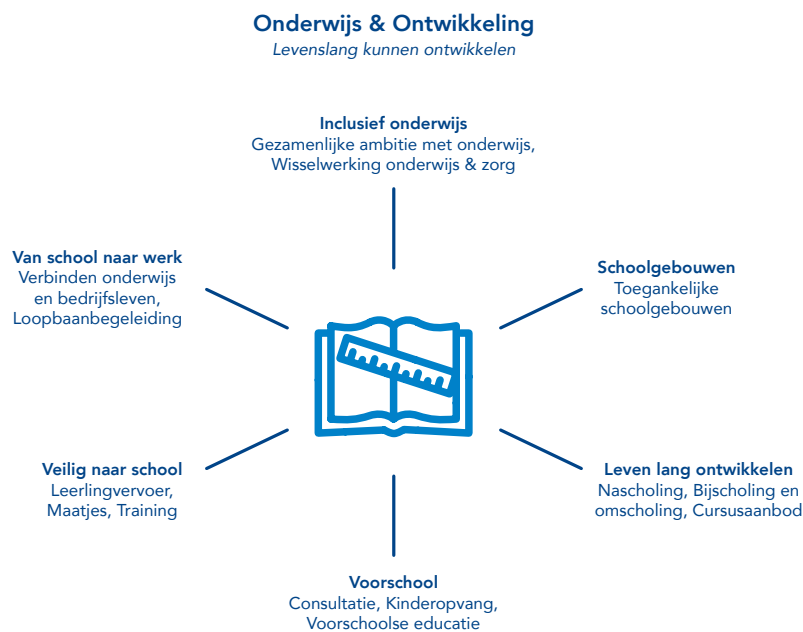 Onderwijs & Ontwikkeling
Levenslang kunnen ontwikkelen
Inclusief onderwijs
Gezamenlijke ambitie met onderwijs,
Wisselwerking onderwijs & zorg
Van school naar werk
Verbinden onderwijs
en bedrijfsleven,
Loopbaanbegeleiding
Schoolgebouwen
Toegankelijke
schoolgebouwen
Veilig naar school
Leerlingvervoer,
Maatjes, Training
Leven lang ontwikkelen
Nascholing, Bijscholing en
omscholing, Cursusaanbod
Voorschool
Consultatie, Kinderopvang,
Voorschoolse educatie